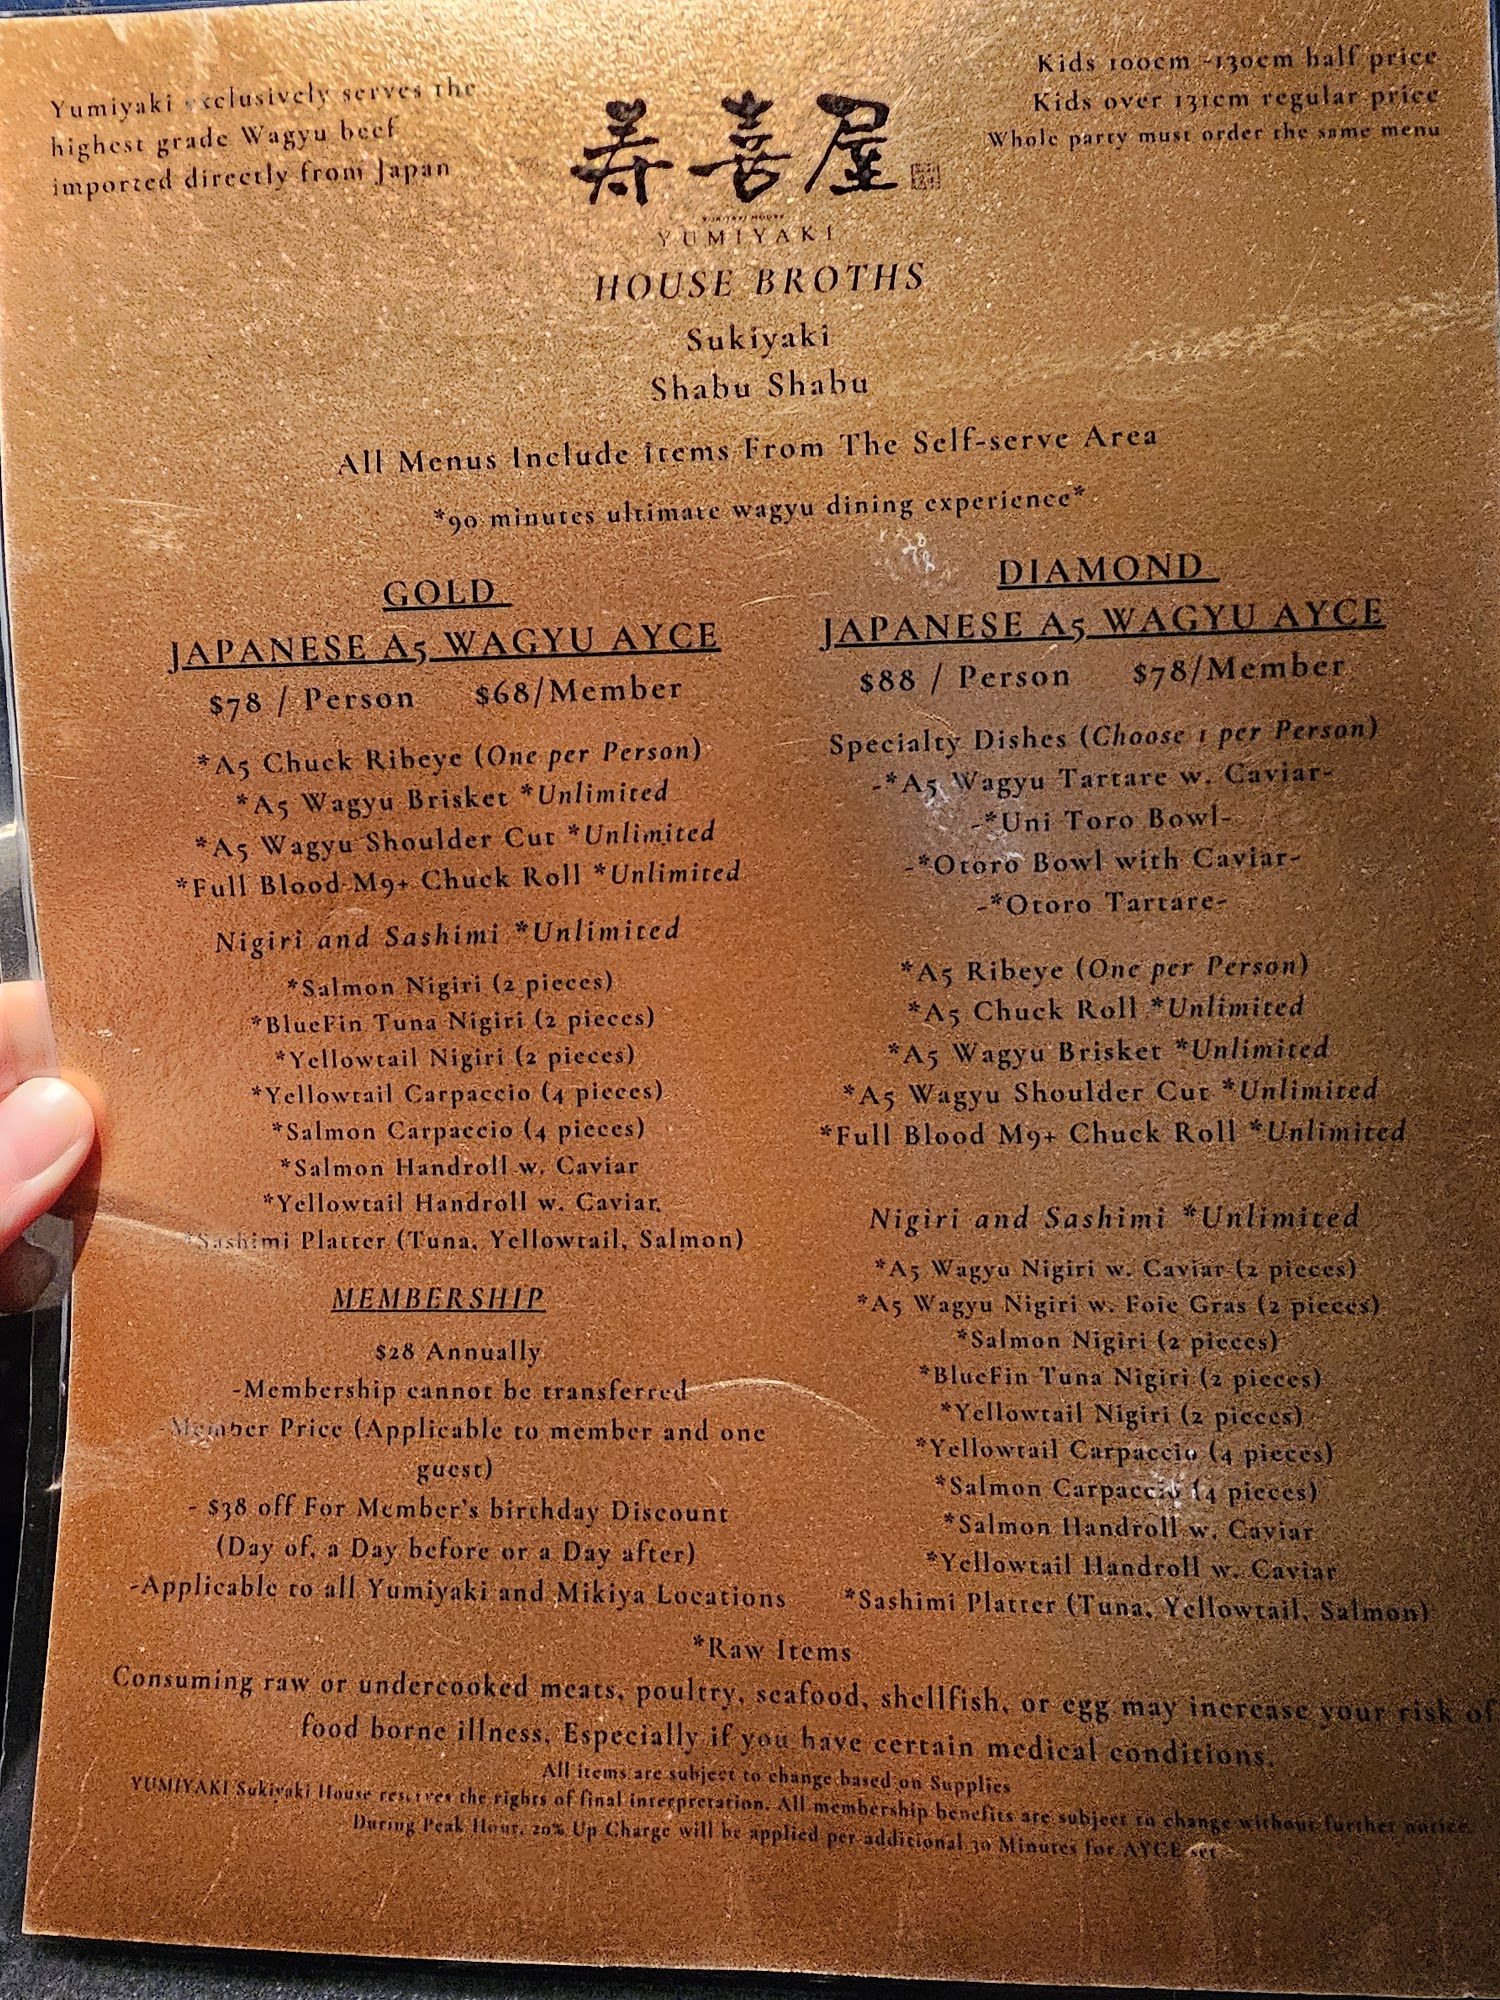 Yumiyaki exclusively serves the
highest grade Wagyu beef
imported directly from Japan
Kids 100cm -130cm half price
Kids over 131cm regular price
Whole party must order the same menu
寿喜屋
YUMIYAKI
HOUSE BROTHS
Sukiyaki
Shabu Shabu
All Menus Include items From The Self-serve Area
*90 minutes ultimate wagyu dining experience*
GOLD
JAPANESE A5 WAGYU AYCE
$78 / Person $68/Member
*A5 Chuck Ribeye (One per Person)
*A5 Wagyu Brisket *Unlimited
*A5 Wagyu Shoulder Cut *Unlimited
*Full Blood M9+ Chuck Roll *Unlimited
Nigiri and Sashimi *Unlimited
*Salmon Nigiri (2 pieces)
*BlueFin Tuna Nigiri (2 pieces)
*Yellowtail Nigiri (2 pieces)
*Yellowtail Carpaccio (4 pieces)
*Salmon Carpaccio (4 pieces)
*Salmon Handroll w. Caviar
*Yellowtail Handroll w. Caviar
*Sashimi Platter (Tuna, Yellowtail, Salmon)
MEMBERSHIP
$28 Annually
-Membership cannot be transferred
-Member Price (Applicable to member and one
guest)
- $38 off For Member's birthday Discount
(Day of, a Day before or a Day after)
-Applicable to all Yumiyaki and Mikiya Locations
DIAMOND
JAPANESE A5 WAGYU AYCE
$88 / Person $78/Member
Specialty Dishes (Choose 1 per Person)
-*A5 Wagyu Tartare w. Caviar-
-*Uni Toro Bowl-
-*Otoro Bowl with Caviar-
-*Otoro Tartare-
*A5 Ribeye (One per Person)
*A5 Chuck Roll *Unlimited
*A5 Wagyu Brisket *Unlimited
*A5 Wagyu Shoulder Cut *Unlimited
*Full Blood M9+ Chuck Roll *Unlimited
Nigiri and Sashimi *Unlimited
*A5 Wagyu Nigiri w. Caviar (2 pieces)
*A5 Wagyu Nigiri w. Foie Gras (2 pieces)
*Salmon Nigiri (2 pieces)
*BlueFin Tuna Nigiri (2 pieces)
*Yellowtail Nigiri (2 pieces)
*Yellowtail Carpaccio (4 pieces)
*Salmon Carpaccio (4 pieces)
*Salmon Handroll w. Caviar
*Yellowtail Handroll w. Caviar
*Sashimi Platter (Tuna, Yellowtail, Salmon)
*Raw Items
Consuming raw or undercooked meats, poultry, seafood, shellfish, or egg may increase your risk of
food borne illness, Especially if you have certain medical conditions.
All items are subject to change based on Supplies
YUMIYAKI Sukiyaki House reserves the rights of final interpretation. All membership benefits are subject to change without further notice.
During Peak Hour, 20% Up Charge will be applied per additional 30 Minutes for AYCE set